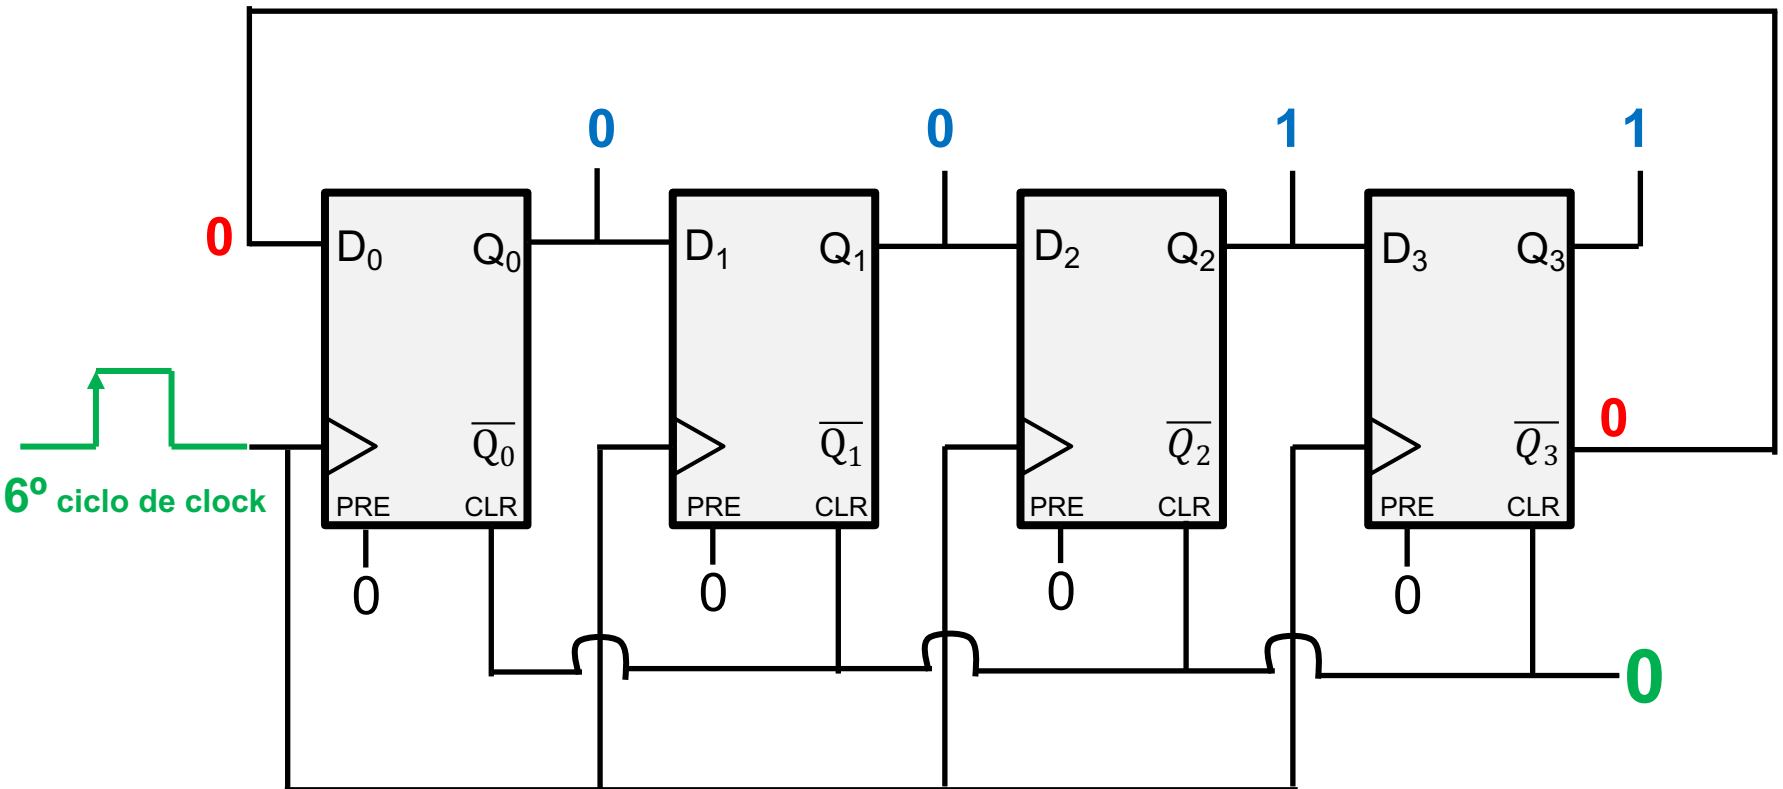 0 0 1 1
0 D₀ Q₀ D₁ Q₁ D₂ Q₂ D₃ Q₃
Q̅₀ Q̅₁ Q̅₂ Q̅₃ 0
6º ciclo de clock
PRE CLR PRE CLR PRE CLR PRE CLR
0 0 0 0
0